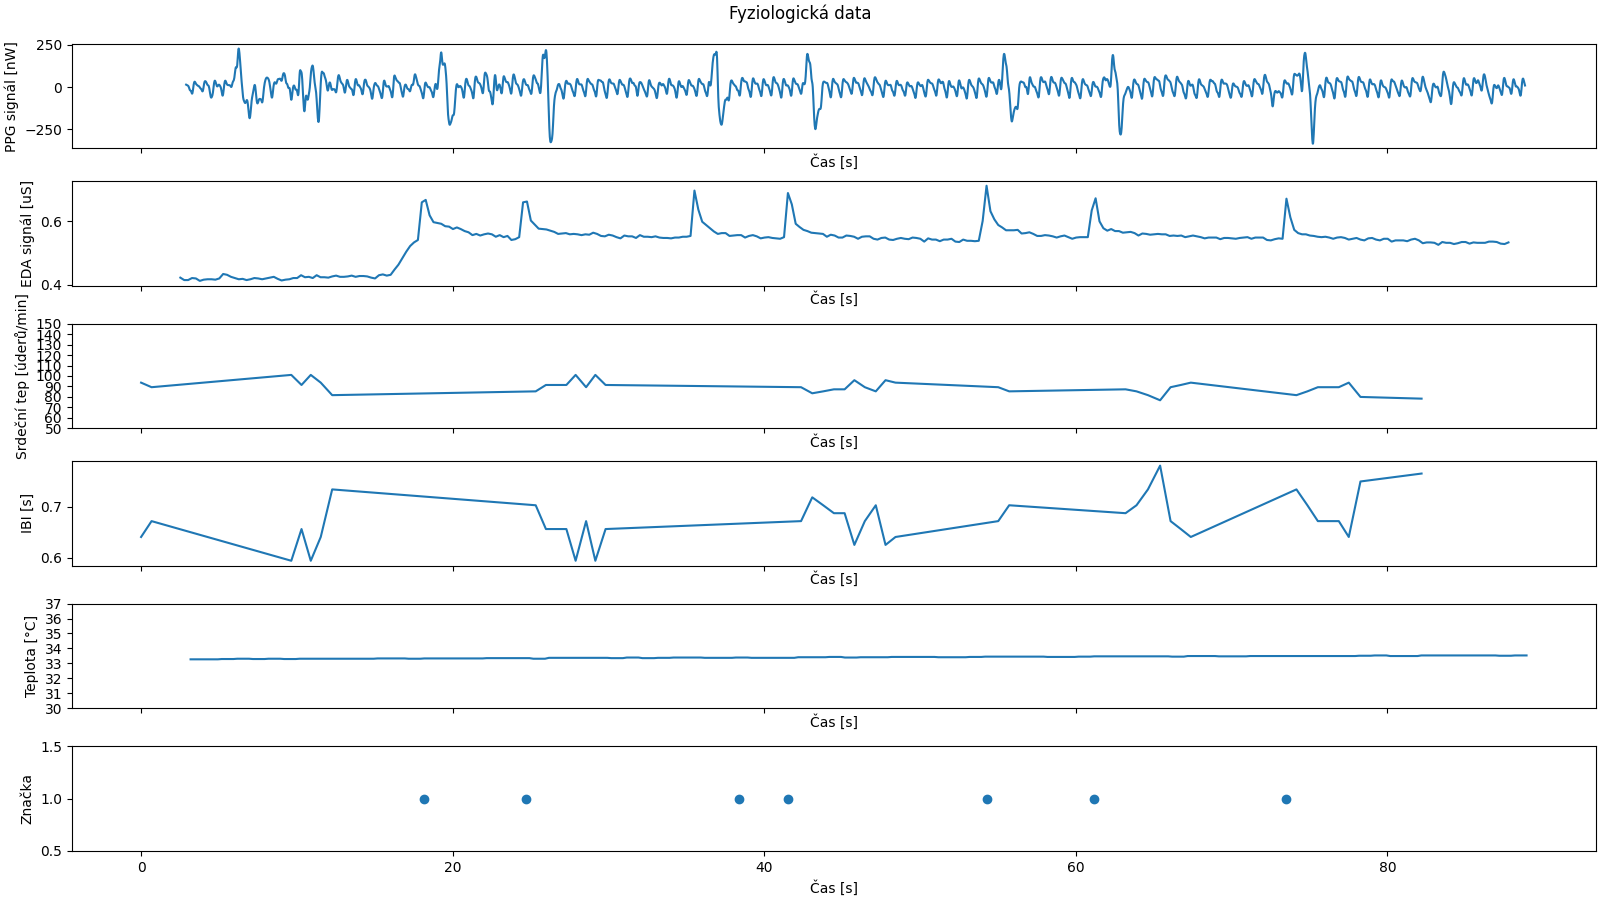 Fyziologická data
PPG signál [nW]
250
0
−250
Čas [s]
EDA signál [uS]
0.6
0.4
Čas [s]
Srdeční tep [úderů/min]
150
140
130
120
110
100
90
80
70
60
50
Čas [s]
IBI [s]
0.7
0.6
Čas [s]
Teplota [°C]
37
36
35
34
33
32
31
30
Čas [s]
Značka
1.5
1.0
0.5
0 20 40 60 80
Čas [s]